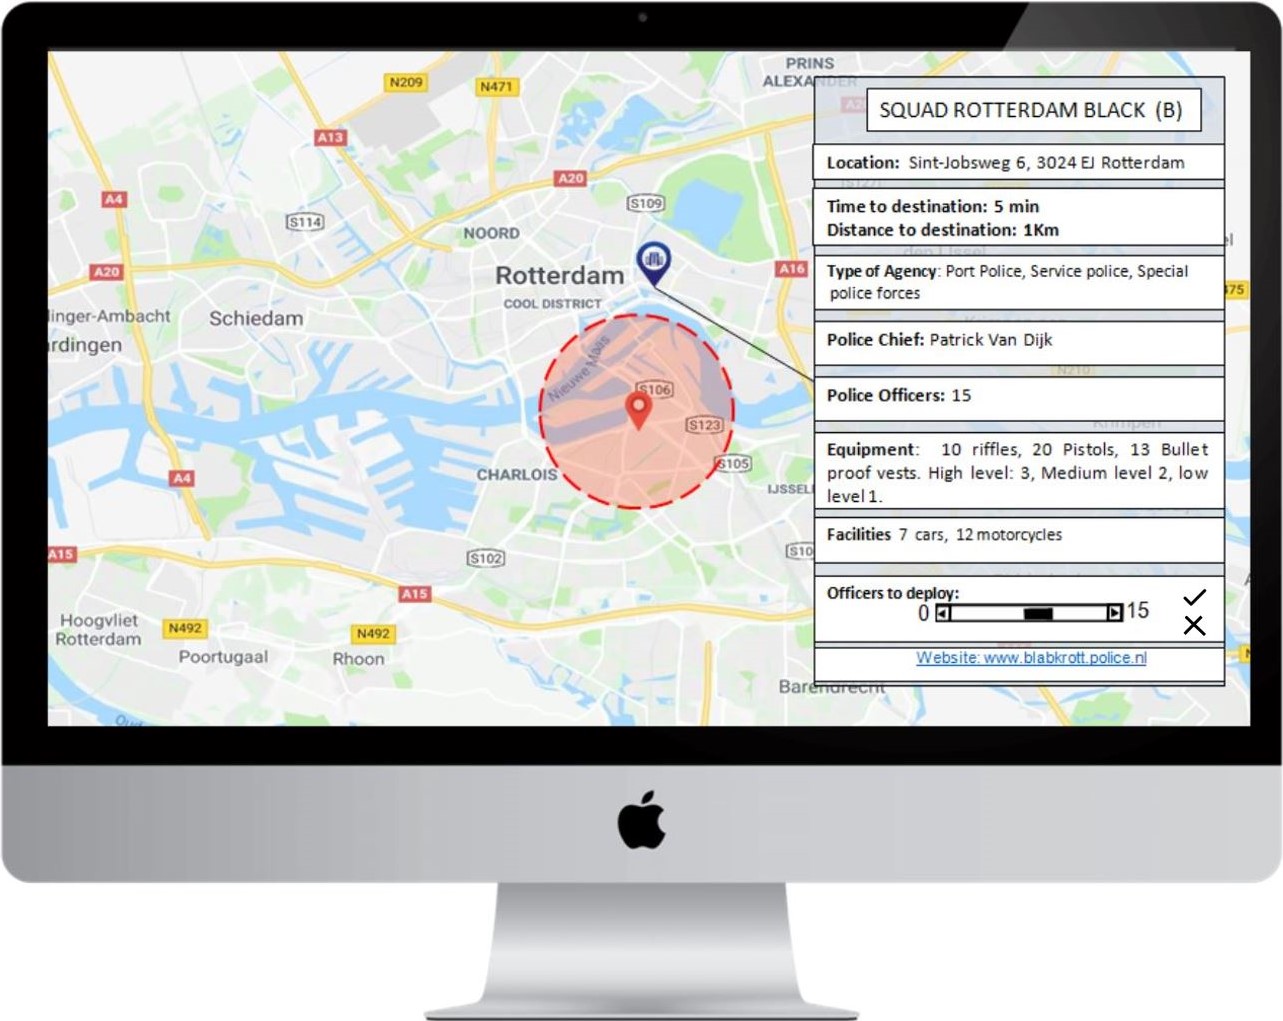 PRINS
ALEXANDER
N209
N471
A13
A20
A4
S109
S114
NOORD
A20
Rotterdam
A16
COOL DISTRICT
linger-Ambacht
Schiedam
rdingen
Nieuwe Maas
S106
S123
CHARLOIS
S105
A4
IJSSEL
S102
S10
A15
A15
Hoogvliet
Rotterdam
N492
N492
Poortugaal
Rhoon
Barendrecht
SQUAD ROTTERDAM BLACK (B)
Location: Sint-Jobsweg 6, 3024 EJ Rotterdam
Time to destination: 5 min
Distance to destination: 1Km
Type of Agency: Port Police, Service police, Special
police forces
475
Police Chief: Patrick Van Dijk
N210
Police Officers: 15
Equipment: 10 riffles, 20 Pistols, 13 Bullet
proof vests. High level: 3, Medium level 2, low
level 1.
Facilities 7 cars, 12 motorcycles
Officers to deploy:
0 15
Website: www.blabkrott.police.nl